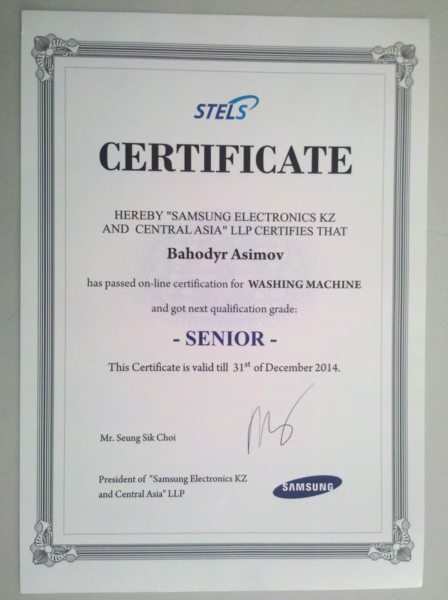 STELS
CERTIFICATE
HEREBY "SAMSUNG ELECTRONICS KZ
AND CENTRAL ASIA" LLP CERTIFIES THAT
Bahodyr Asimov
has passed on-line certification for WASHING MACHINE
and got next qualification grade:
- SENIOR -
This Certificate is valid till 31st of December 2014.
Mr. Seung Sik Choi
President of "Samsung Electronics KZ
and Central Asia" LLP
SAMSUNG